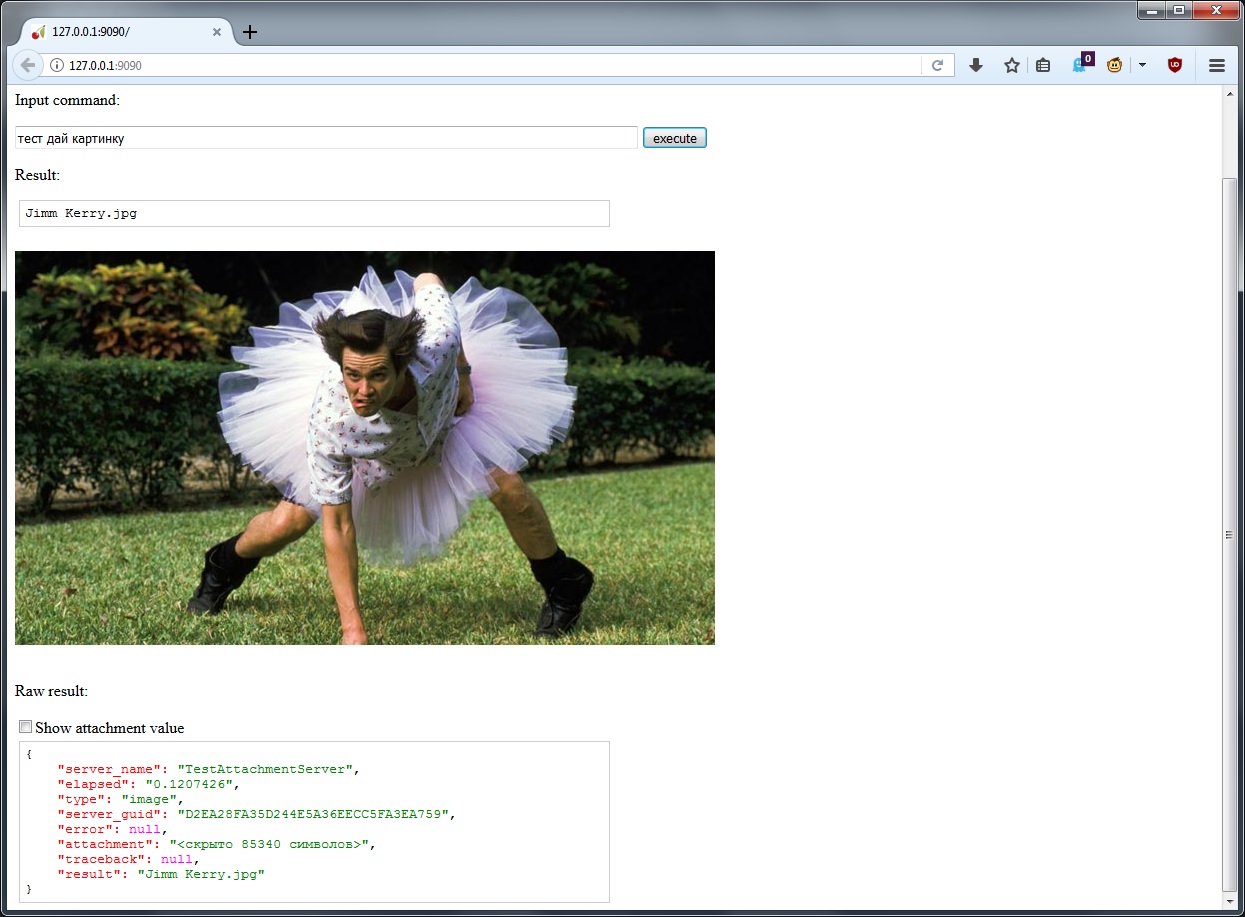 127.0.0.1:9090/
127.0.0.1:9090
0
Input command:
тест дай картинку
execute
Result:
Jimm Kerry.jpg
Raw result:
Show attachment value
{
"server_name": "TestAttachmentServer",
"elapsed": "0.1207426",
"type": "image",
"server_guid": "D2EA28FA35D244E5A36EECC5FA3EA759",
"error": null,
"attachment": "<скрыто 85340 символов>",
"traceback": null,
"result": "Jimm Kerry.jpg"
}